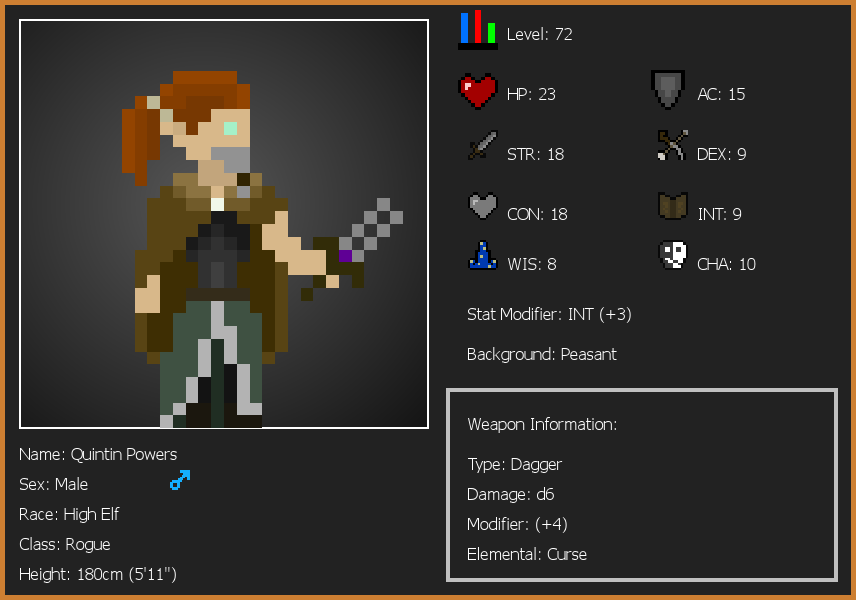 Level: 72
HP: 23
AC: 15
STR: 18
DEX: 9
CON: 18
INT: 9
WIS: 8
CHA: 10
Stat Modifier: INT (+3)
Background: Peasant
Weapon Information:
Type: Dagger
Damage: d6
Modifier: (+4)
Elemental: Curse
Name: Quintin Powers
Sex: Male
Race: High Elf
Class: Rogue
Height: 180cm (5'11")